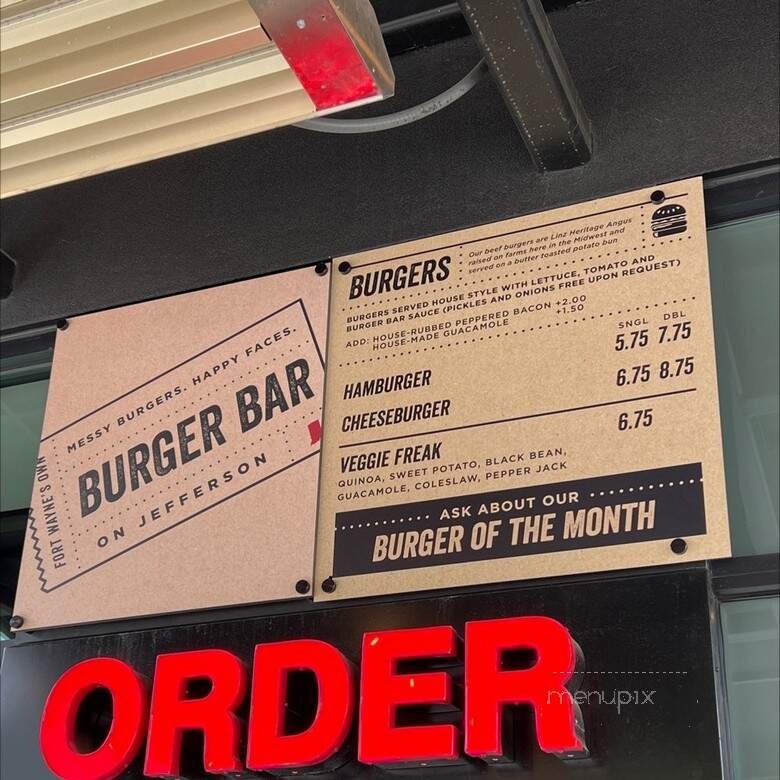 MESSY BURGERS. HAPPY FACES.
BURGER BAR
ON JEFFERSON
FORT WAYNE'S OWN
BURGERS
Our beef burgers are Linz Heritage Angus
raised on farms here in the Midwest and
served on a butter toasted potato bun
BURGERS SERVED HOUSE STYLE WITH LETTUCE, TOMATO AND
BURGER BAR SAUCE (PICKLES AND ONIONS FREE UPON REQUEST)
ADD: HOUSE-RUBBED PEPPERED BACON +2.00
HOUSE-MADE GUACAMOLE +1.50
SNGL DBL
HAMBURGER 5.75 7.75
CHEESEBURGER 6.75 8.75
VEGGIE FREAK 6.75
QUINOA, SWEET POTATO, BLACK BEAN,
GUACAMOLE, COLESLAW, PEPPER JACK
ASK ABOUT OUR
BURGER OF THE MONTH
ORDER
menupix